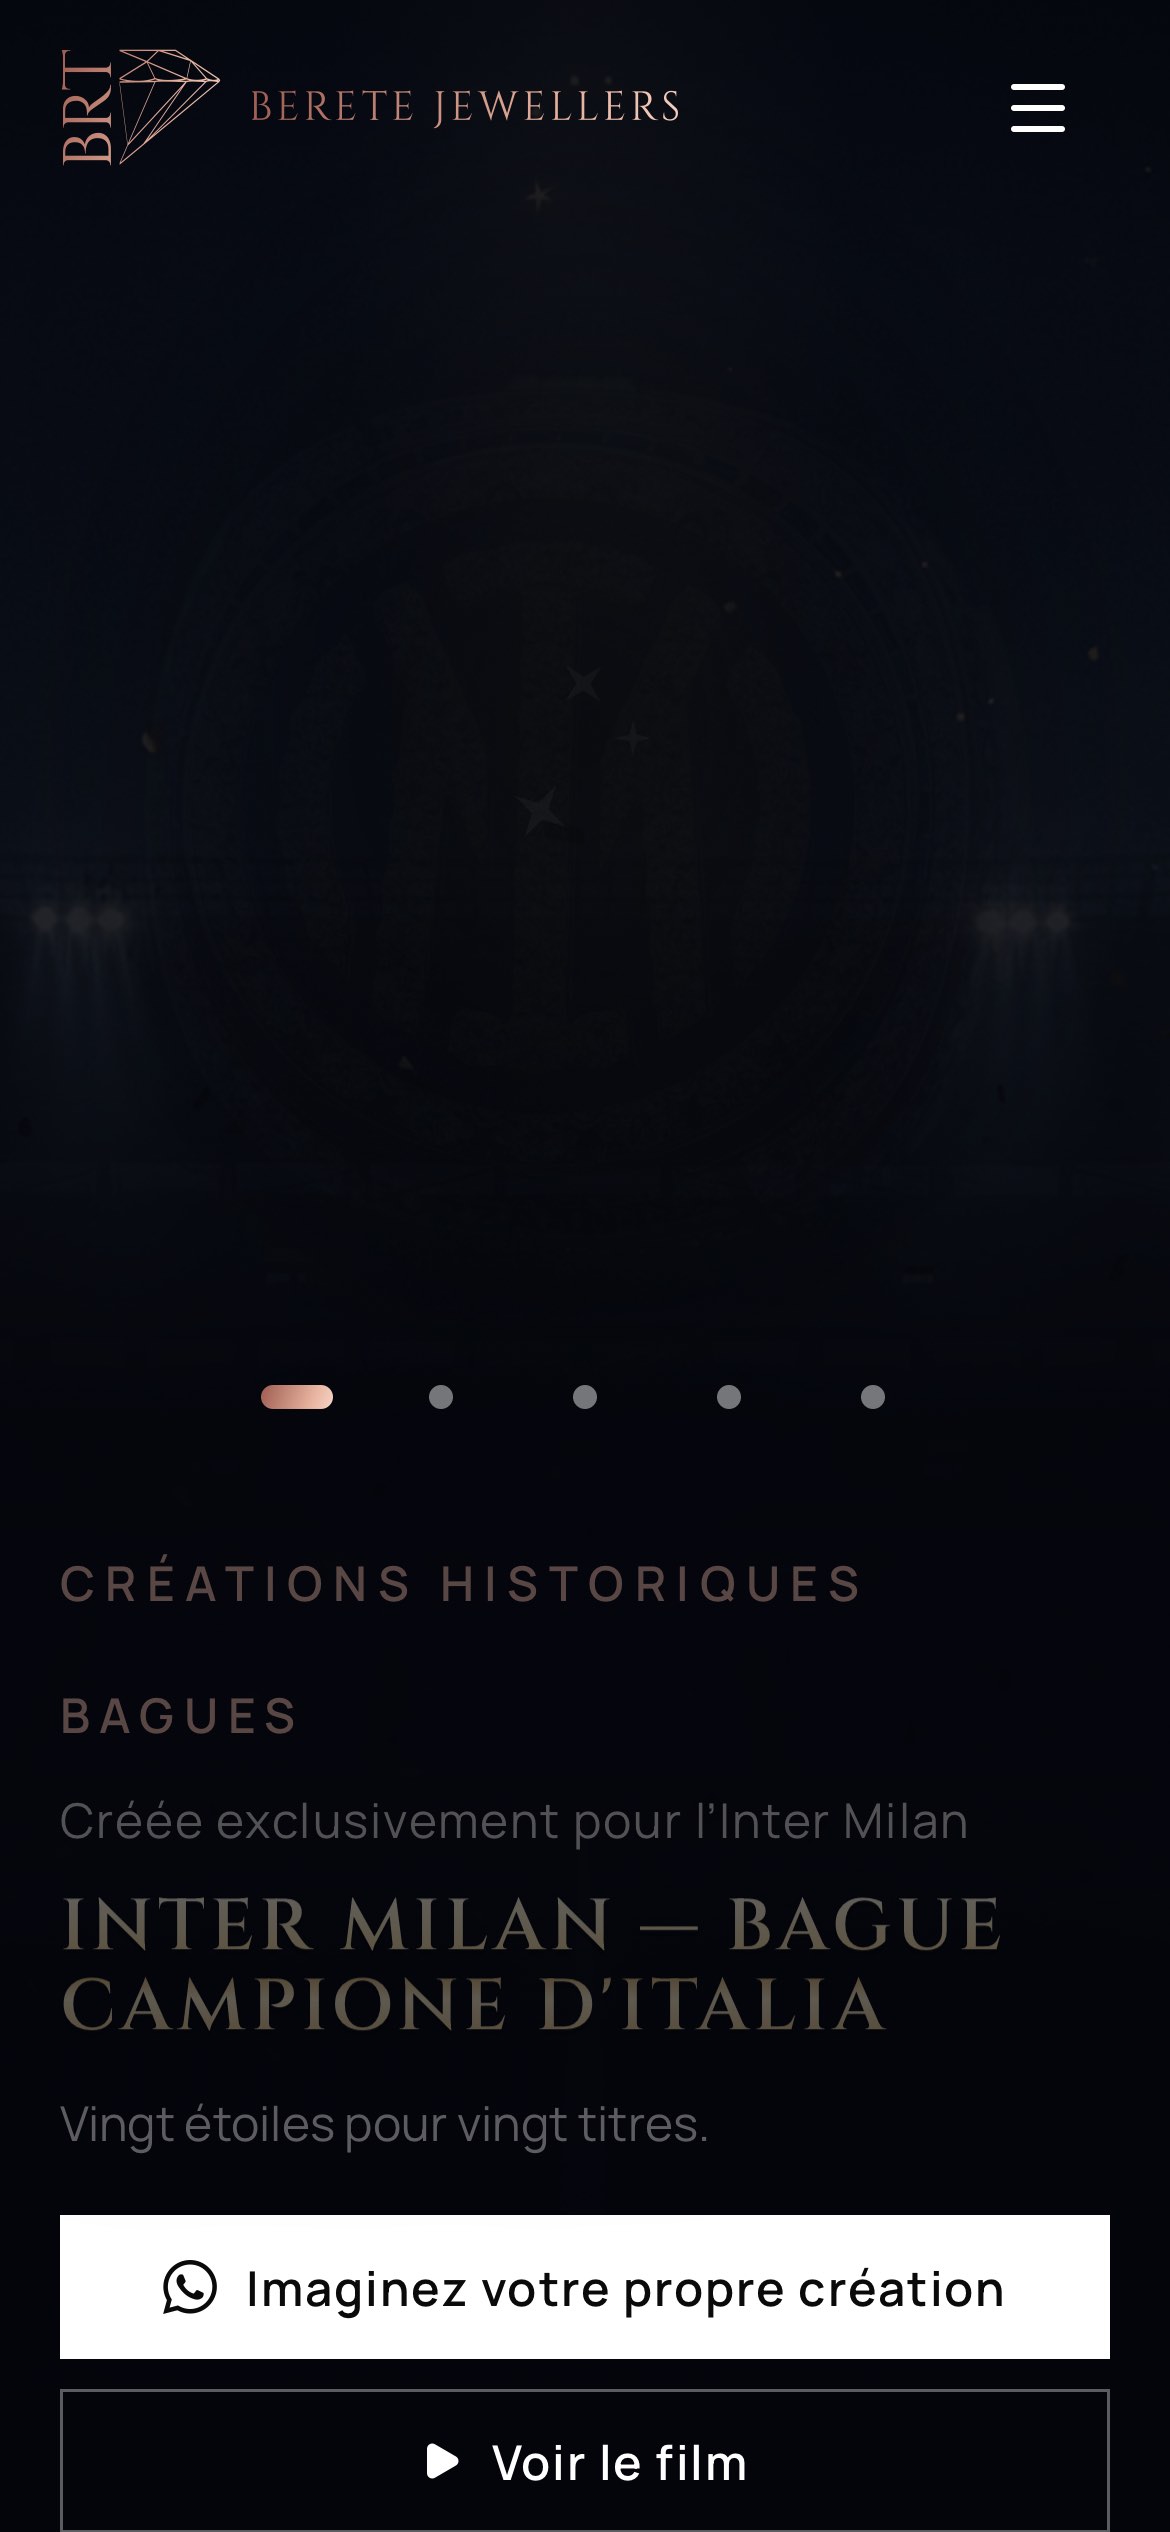 BRT
BERETE JEWELLERS
CRÉATIONS HISTORIQUES
BAGUES
Créée exclusivement pour l’Inter Milan
INTER MILAN — BAGUE
CAMPIONE D'ITALIA
Vingt étoiles pour vingt titres.
Imaginez votre propre création
Voir le film